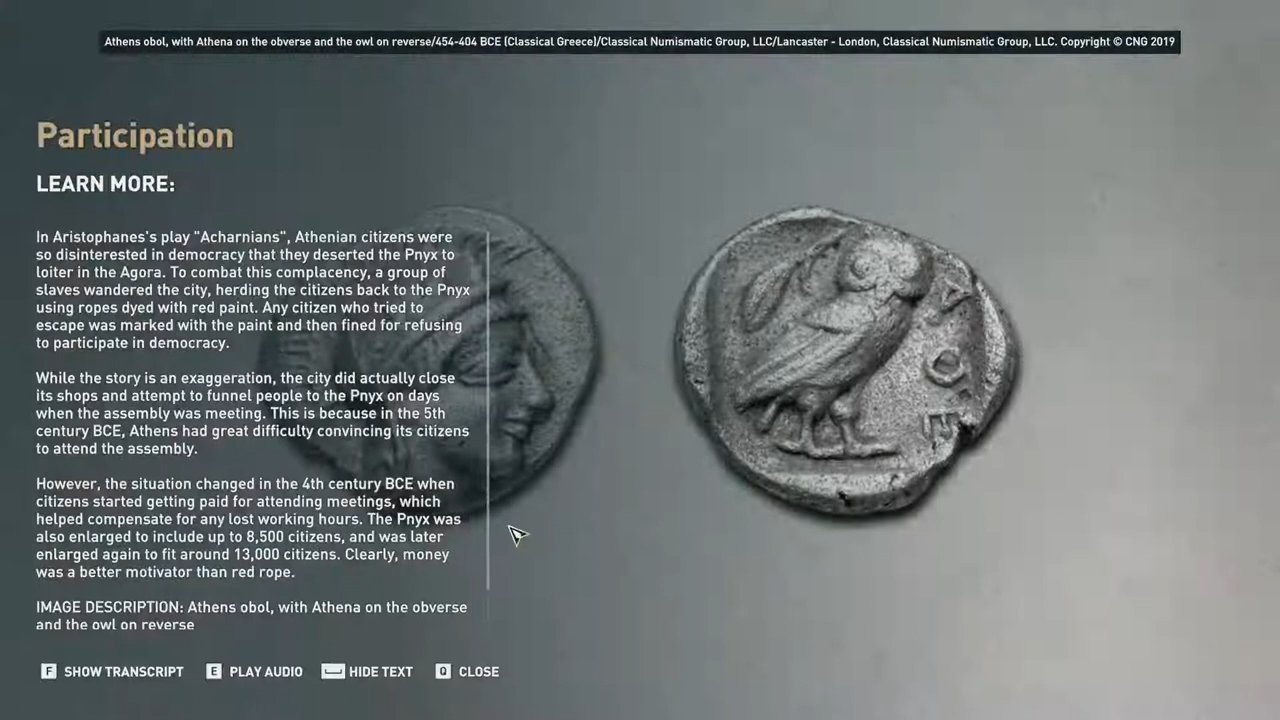 Athens obol, with Athena on the obverse and the owl on reverse/454-404 BCE (Classical Greece)/Classical Numismatic Group, LLC/Lancaster - London, Classical Numismatic Group, LLC. Copyright © CNG 2019
Participation
LEARN MORE:
In Aristophanes's play "Acharnians", Athenian citizens were
so disinterested in democracy that they deserted the Pnyx to
loiter in the Agora. To combat this complacency, a group of
slaves wandered the city, herding the citizens back to the Pnyx
using ropes dyed with red paint. Any citizen who tried to
escape was marked with the paint and then fined for refusing
to participate in democracy.
While the story is an exaggeration, the city did actually close
its shops and attempt to funnel people to the Pnyx on days
when the assembly was meeting. This is because in the 5th
century BCE, Athens had great difficulty convincing its citizens
to attend the assembly.
However, the situation changed in the 4th century BCE when
citizens started getting paid for attending meetings, which
helped compensate for any lost working hours. The Pnyx was
also enlarged to include up to 8,500 citizens, and was later
enlarged again to fit around 13,000 citizens. Clearly, money
was a better motivator than red rope.
IMAGE DESCRIPTION: Athens obol, with Athena on the obverse
and the owl on reverse
ΑΘΕ
F SHOW TRANSCRIPT E PLAY AUDIO HIDE TEXT Q CLOSE